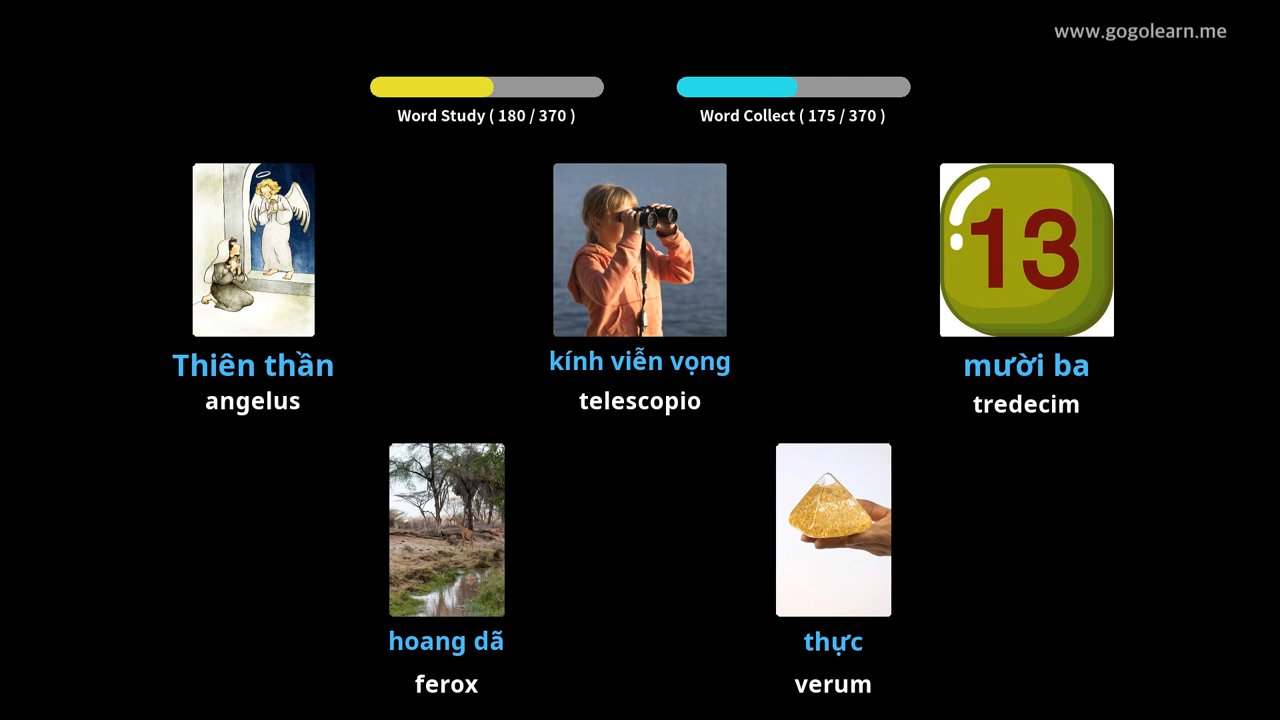 www.gogolearn.me
Word Study ( 180 / 370 )
Word Collect ( 175 / 370 )
13
Thiên thần
angelus
kính viễn vọng
telescopio
mười ba
tredecim
hoang dã
ferox
thực
verum